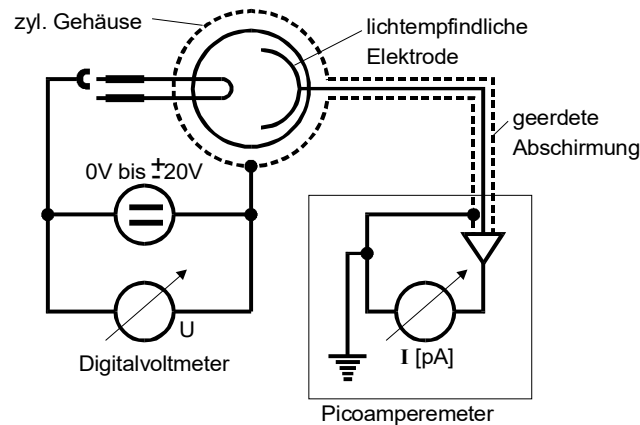 zyl. Gehäuse
lichtempfindliche
Elektrode
geerdete
Abschirmung
0V bis ±20V
U
Digitalvoltmeter
I [pA]
Picoamperemeter